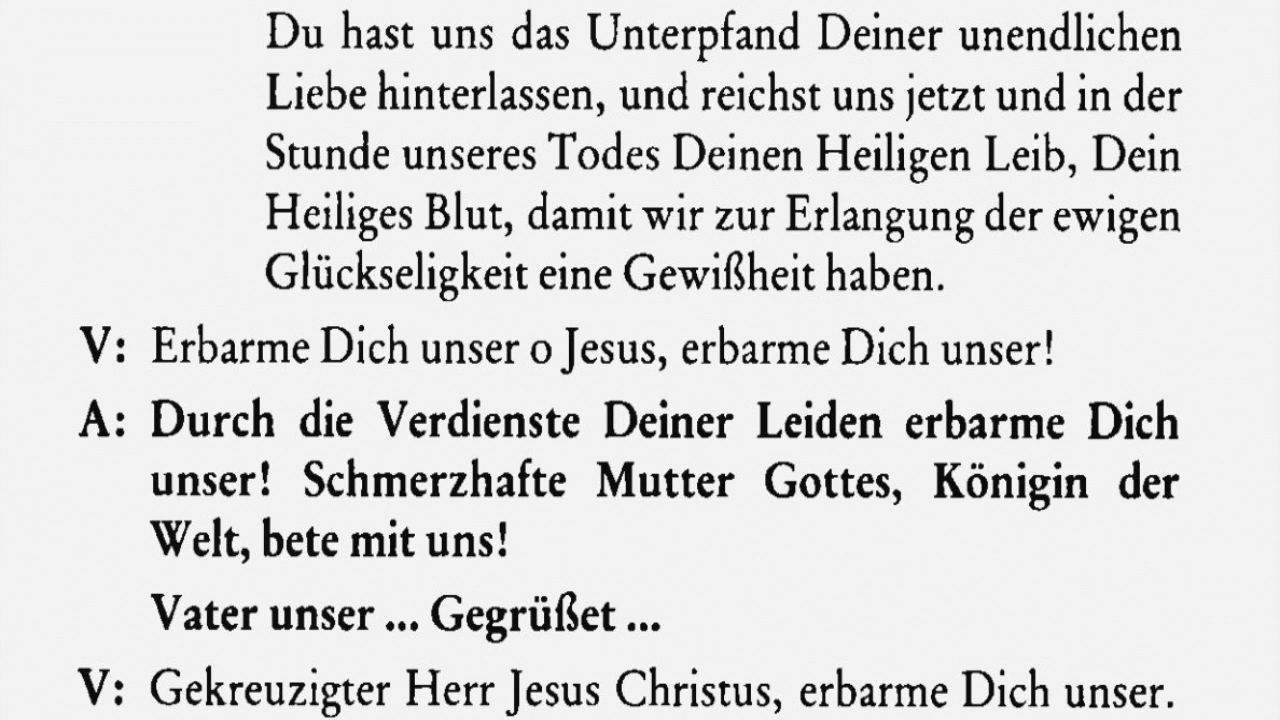 Du hast uns das Unterpfand Deiner unendlichen
Liebe hinterlassen, und reichst uns jetzt und in der
Stunde unseres Todes Deinen Heiligen Leib, Dein
Heiliges Blut, damit wir zur Erlangung der ewigen
Glückseligkeit eine Gewißheit haben.
V: Erbarme Dich unser o Jesus, erbarme Dich unser!
A: Durch die Verdienste Deiner Leiden erbarme Dich
unser! Schmerzhafte Mutter Gottes, Königin der
Welt, bete mit uns!
Vater unser ... Gegrüßet ...
V: Gekreuzigter Herr Jesus Christus, erbarme Dich unser.